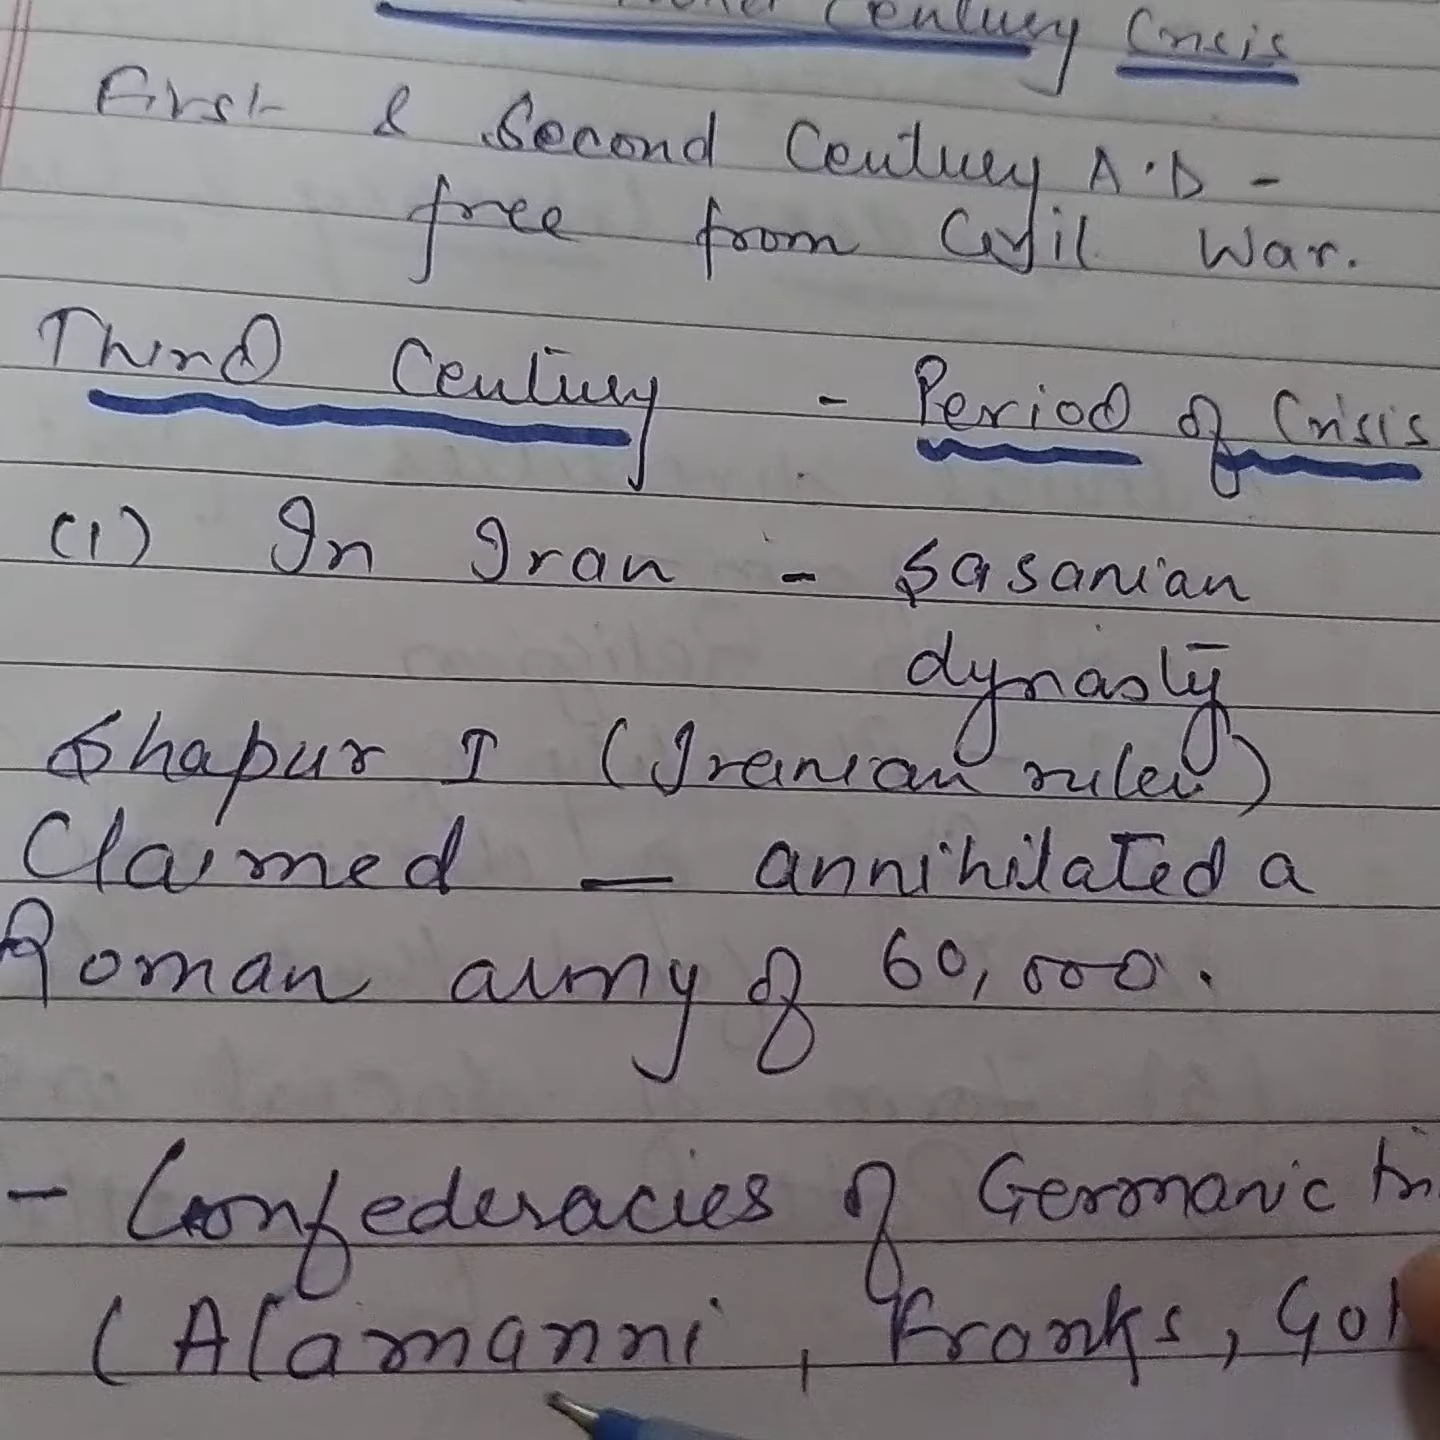 Century Crisis
First & Second Century A.D -
free from Civil War.
Third Century - Period of Crisis
(1) In Iran - Sasanian
dynasty
Shapur I (Iranian ruler)
Claimed — annihilated a
Roman army of 60,000.
- Confederacies of Germanic
(Alamanni, Franks,